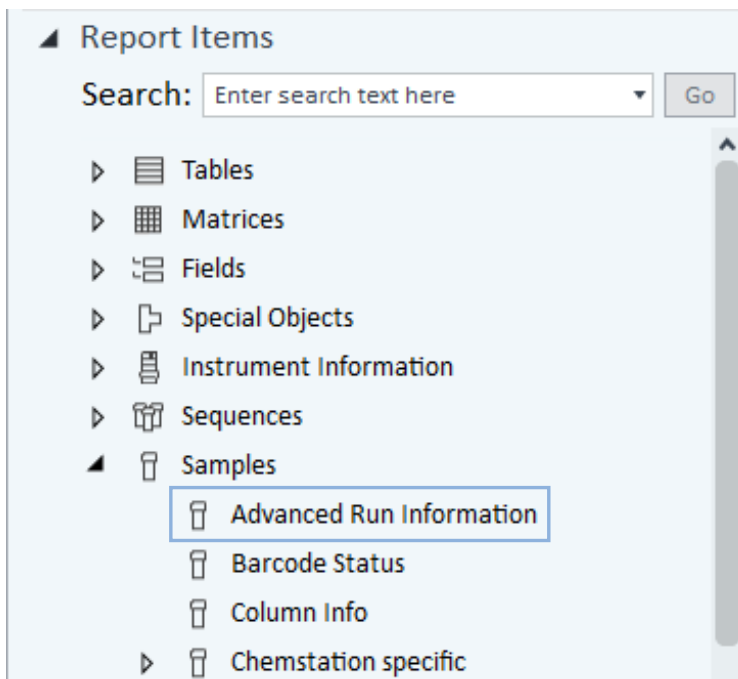 Report Items
Search: Enter search text here Go
Tables
Matrices
Fields
Special Objects
Instrument Information
Sequences
Samples
Advanced Run Information
Barcode Status
Column Info
Chemstation specific